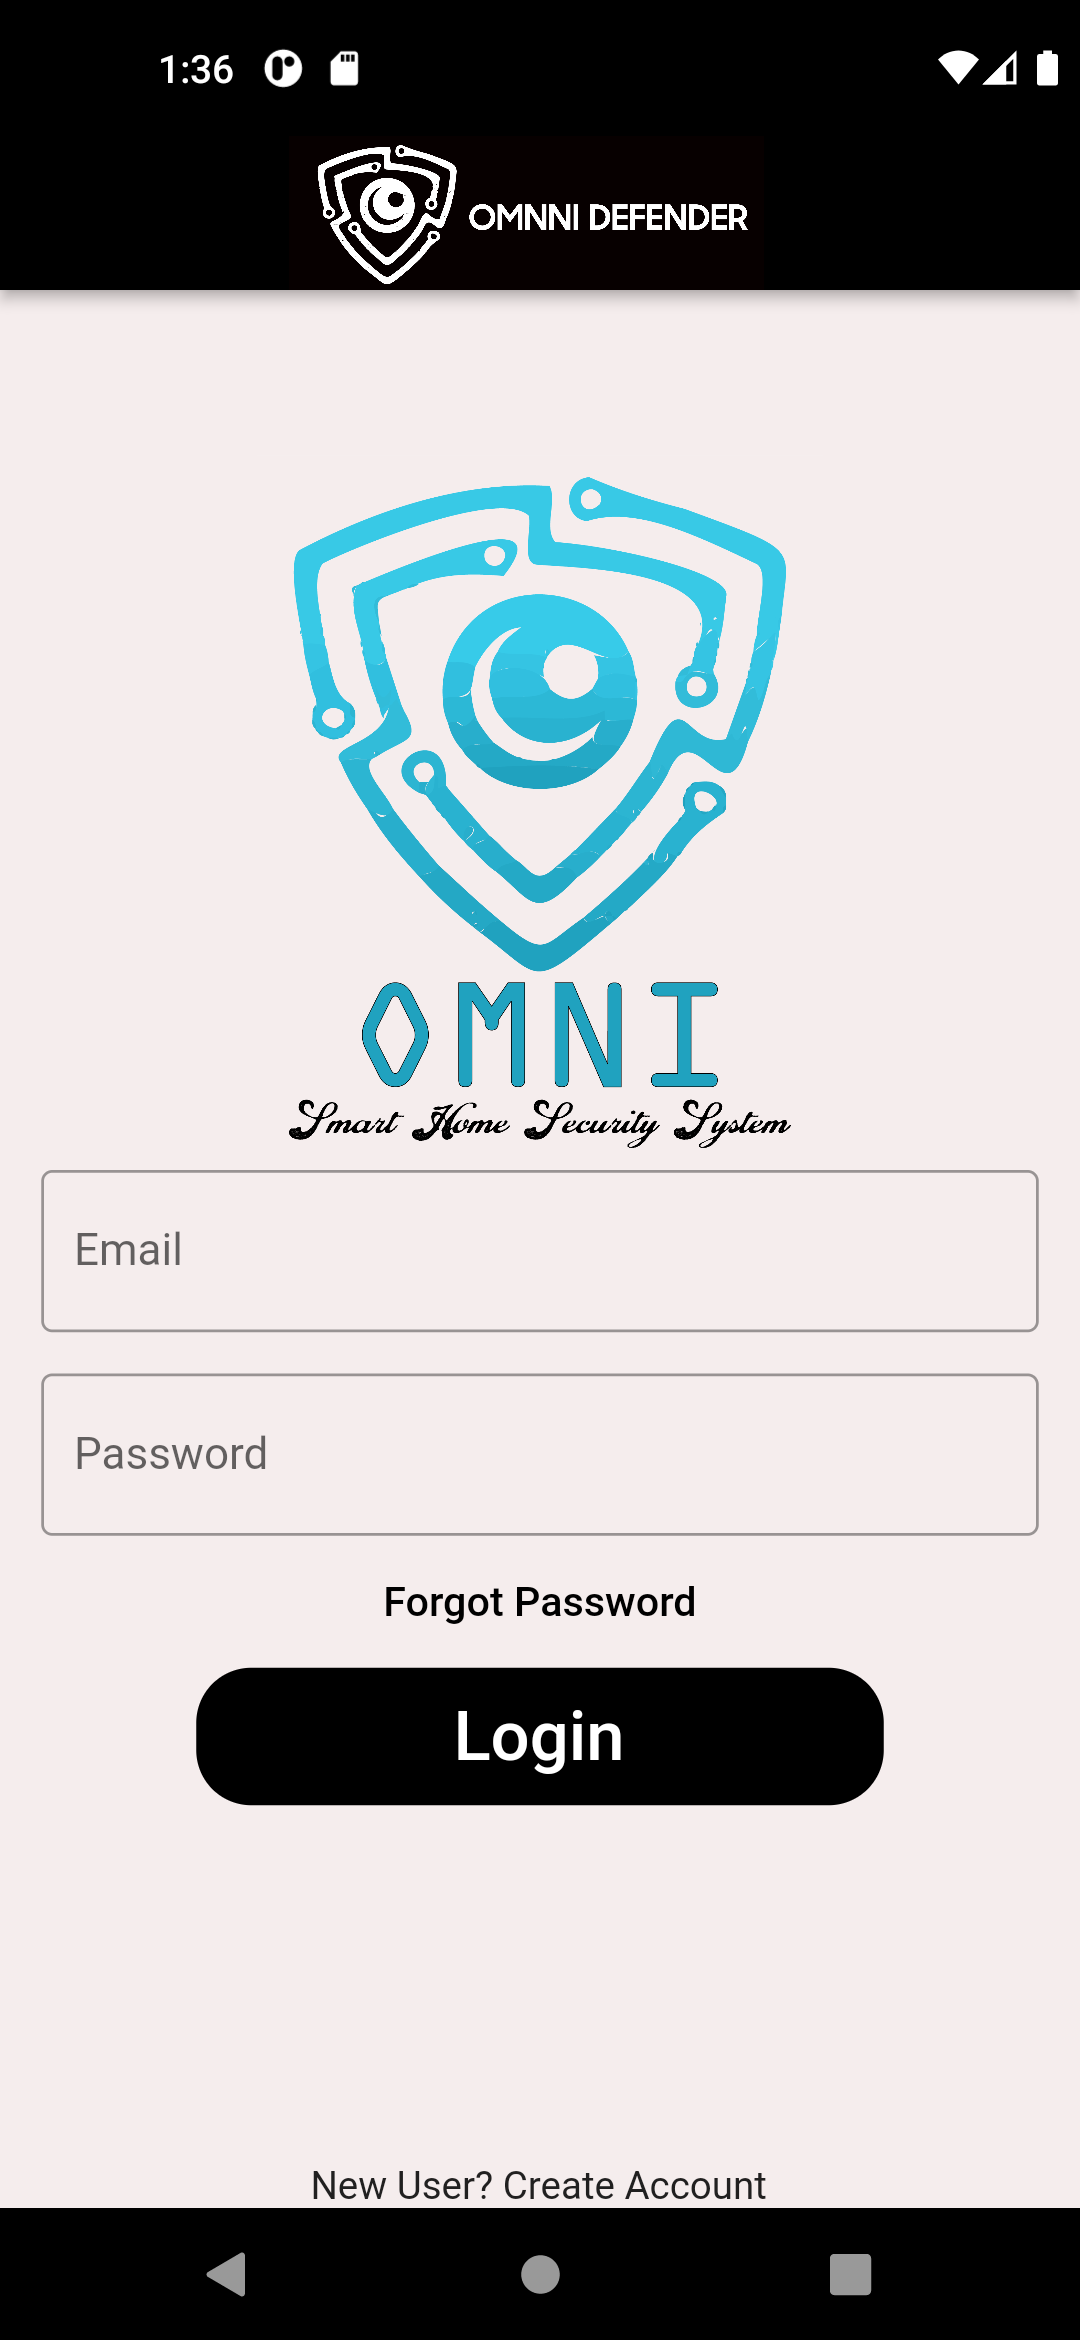 1:36
OMNNI DEFENDER
OMNI
Smart Home Security System
Email
Password
Forgot Password
Login
New User? Create Account